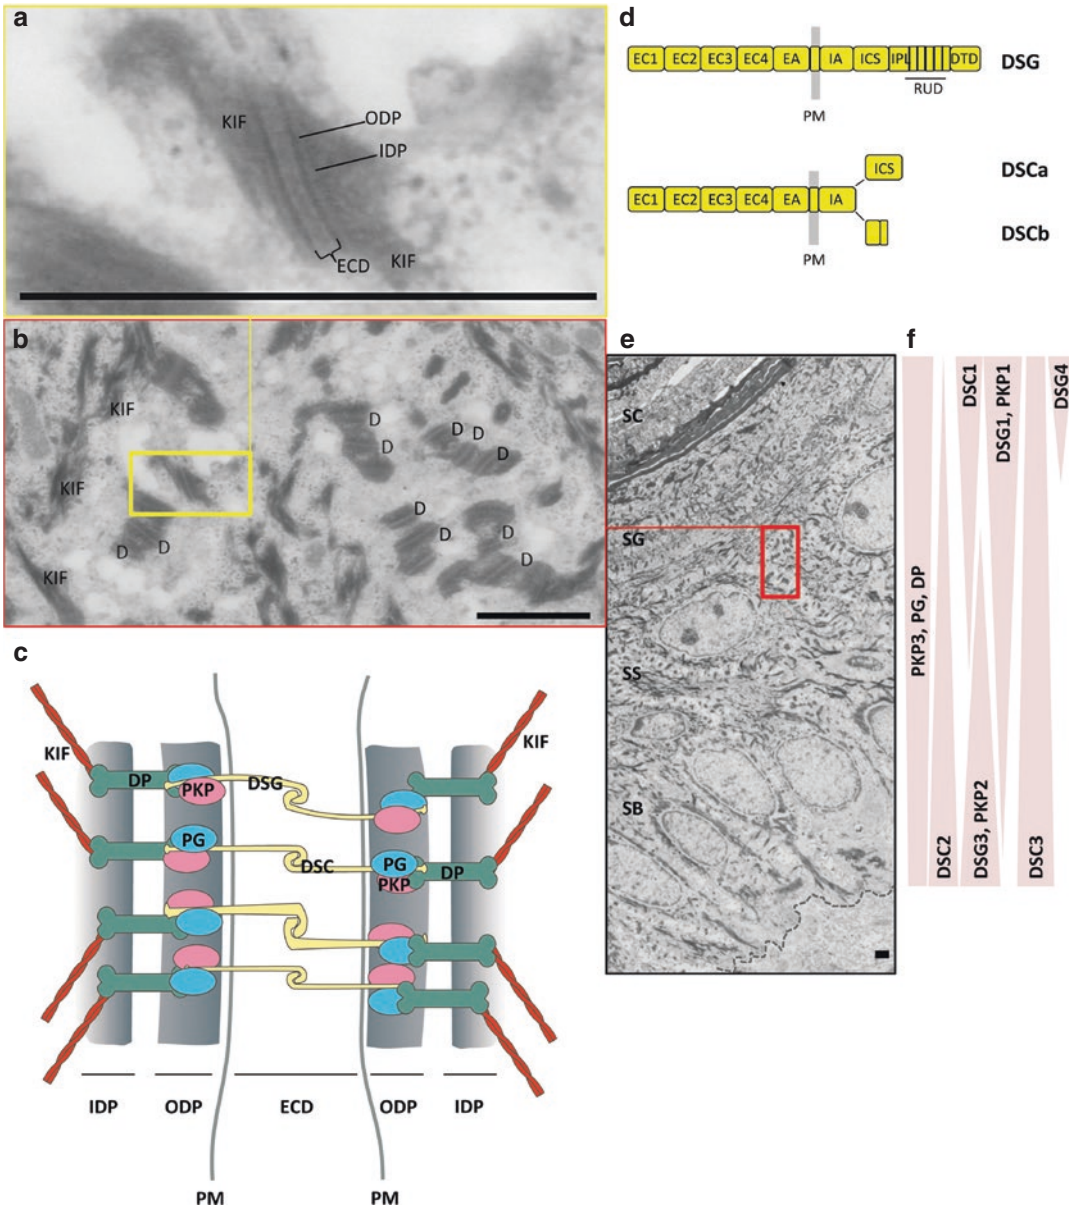 a
KIF
ODP
IDP
ECD
KIF
b
KIF
KIF
KIF
D
D
D
D
D D
D
D
D
D
D
c
KIF
KIF
DP
PKP
DSG
PG
DSC
PG
PKP
DP
IDP
ODP
ECD
ODP
IDP
PM
PM
d
EC1 EC2 EC3 EC4 EA IA ICS IPL DTD DSG
RUD
PM
ICS DSCa
EC1 EC2 EC3 EC4 EA IA
DSCb
PM
e
SC
SG
SS
SB
f
PKP3, PG, DP
DSC2
DSC1
DSG3, PKP2
DSG1, PKP1
DSC3
DSG4